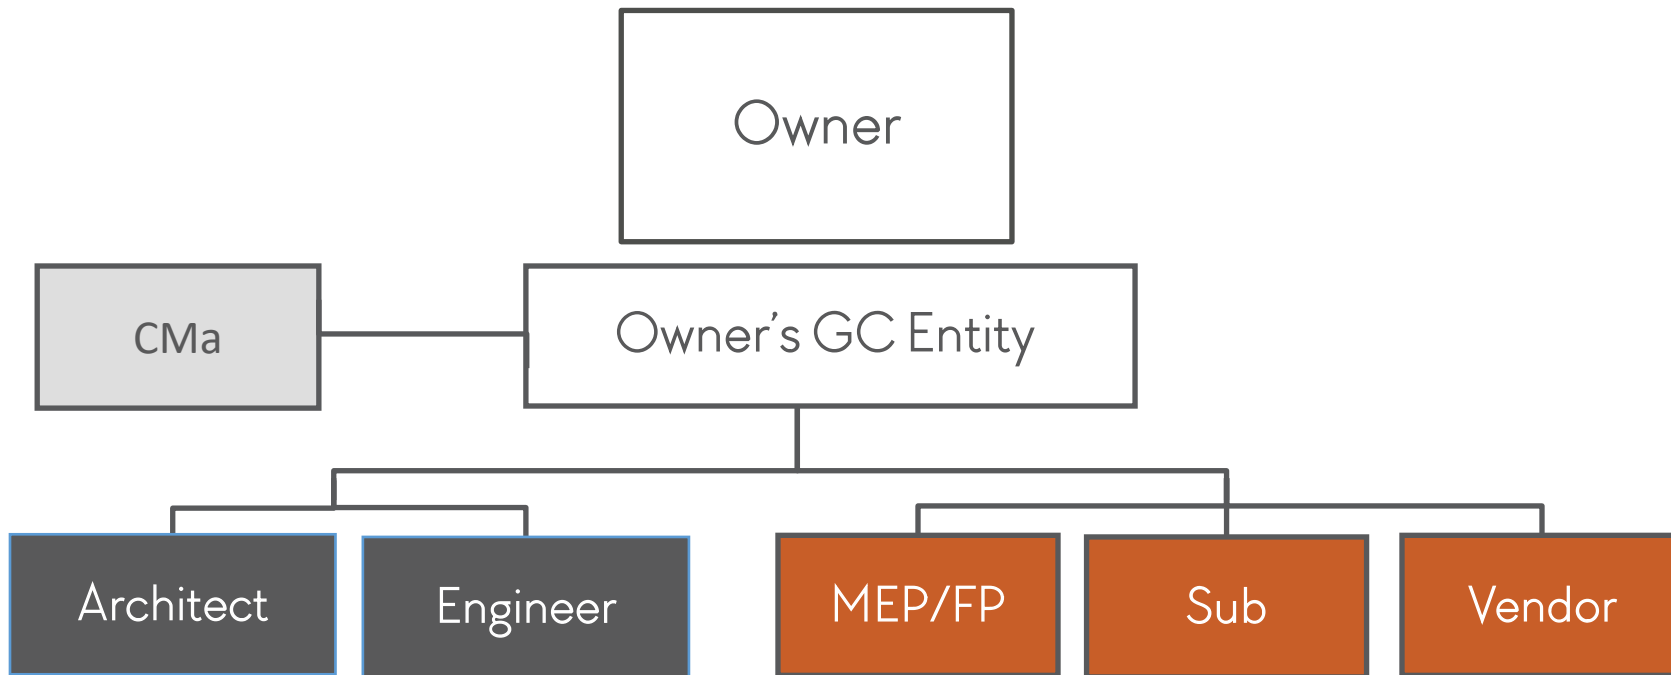 Owner
CMa
Owner's GC Entity
Architect
Engineer
MEP/FP
Sub
Vendor